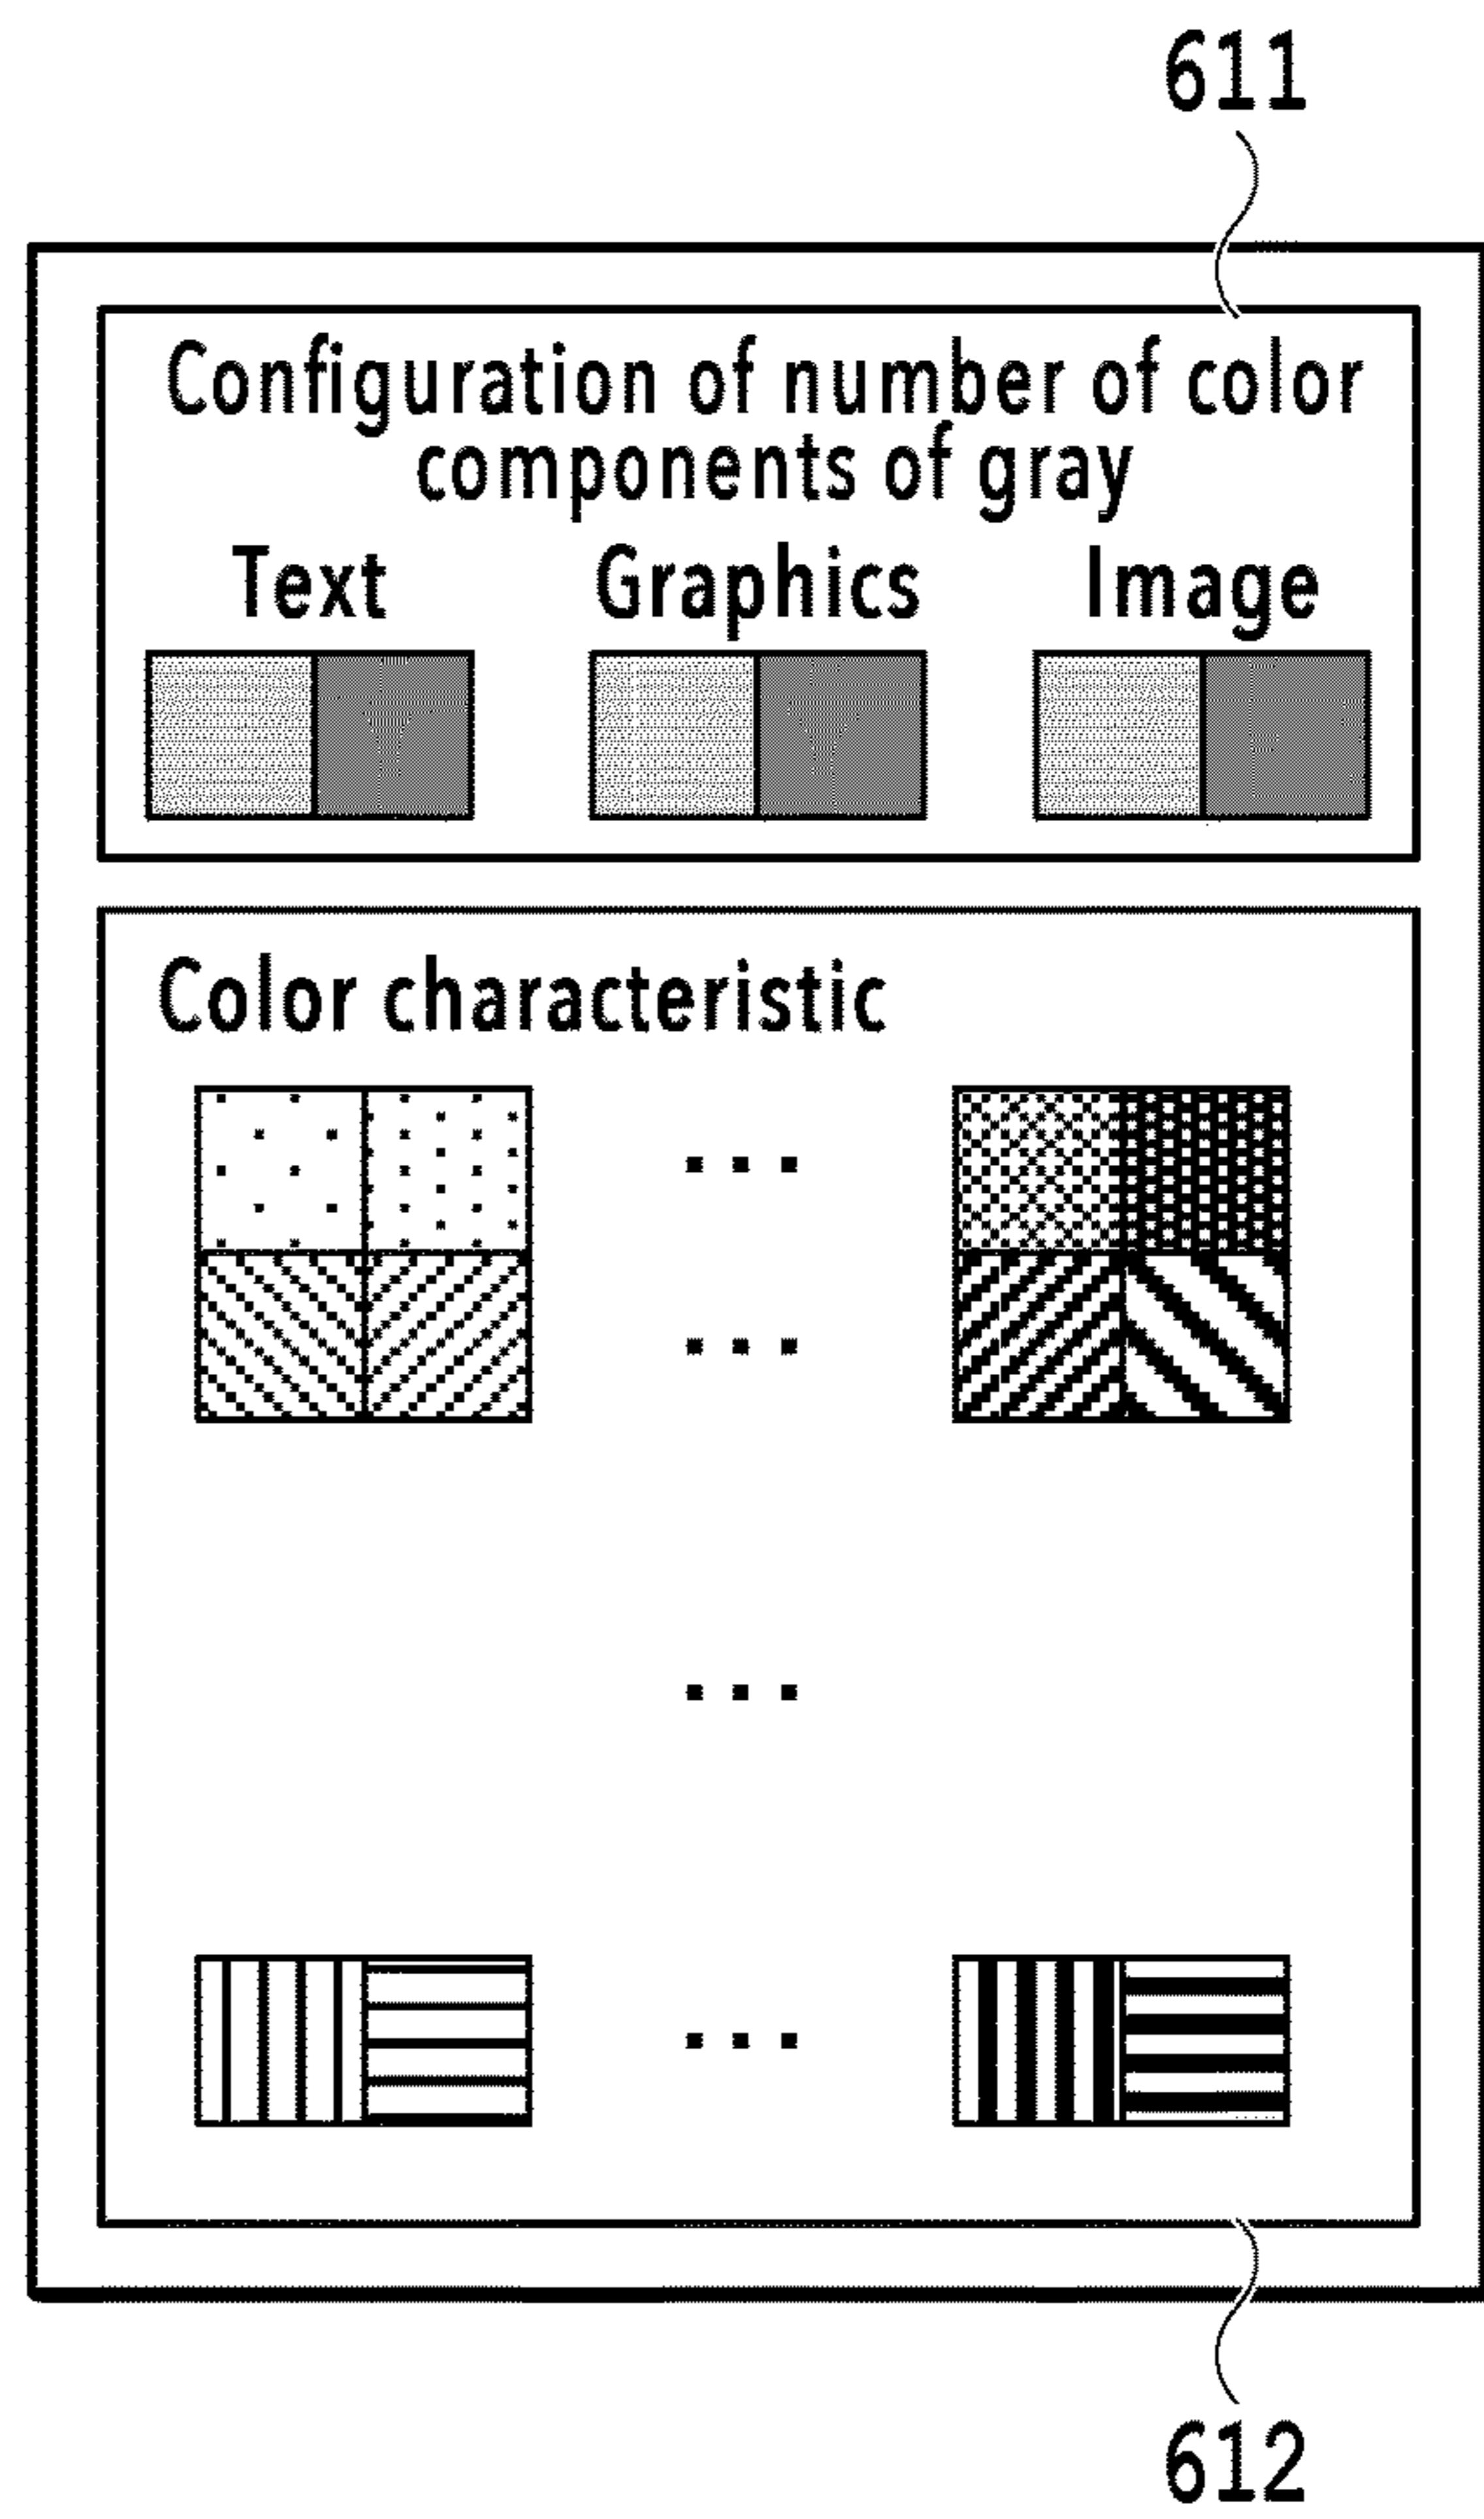 611
Configuration of number of color
components of gray
Text Graphics Image
Color characteristic
...
...
...
...
612